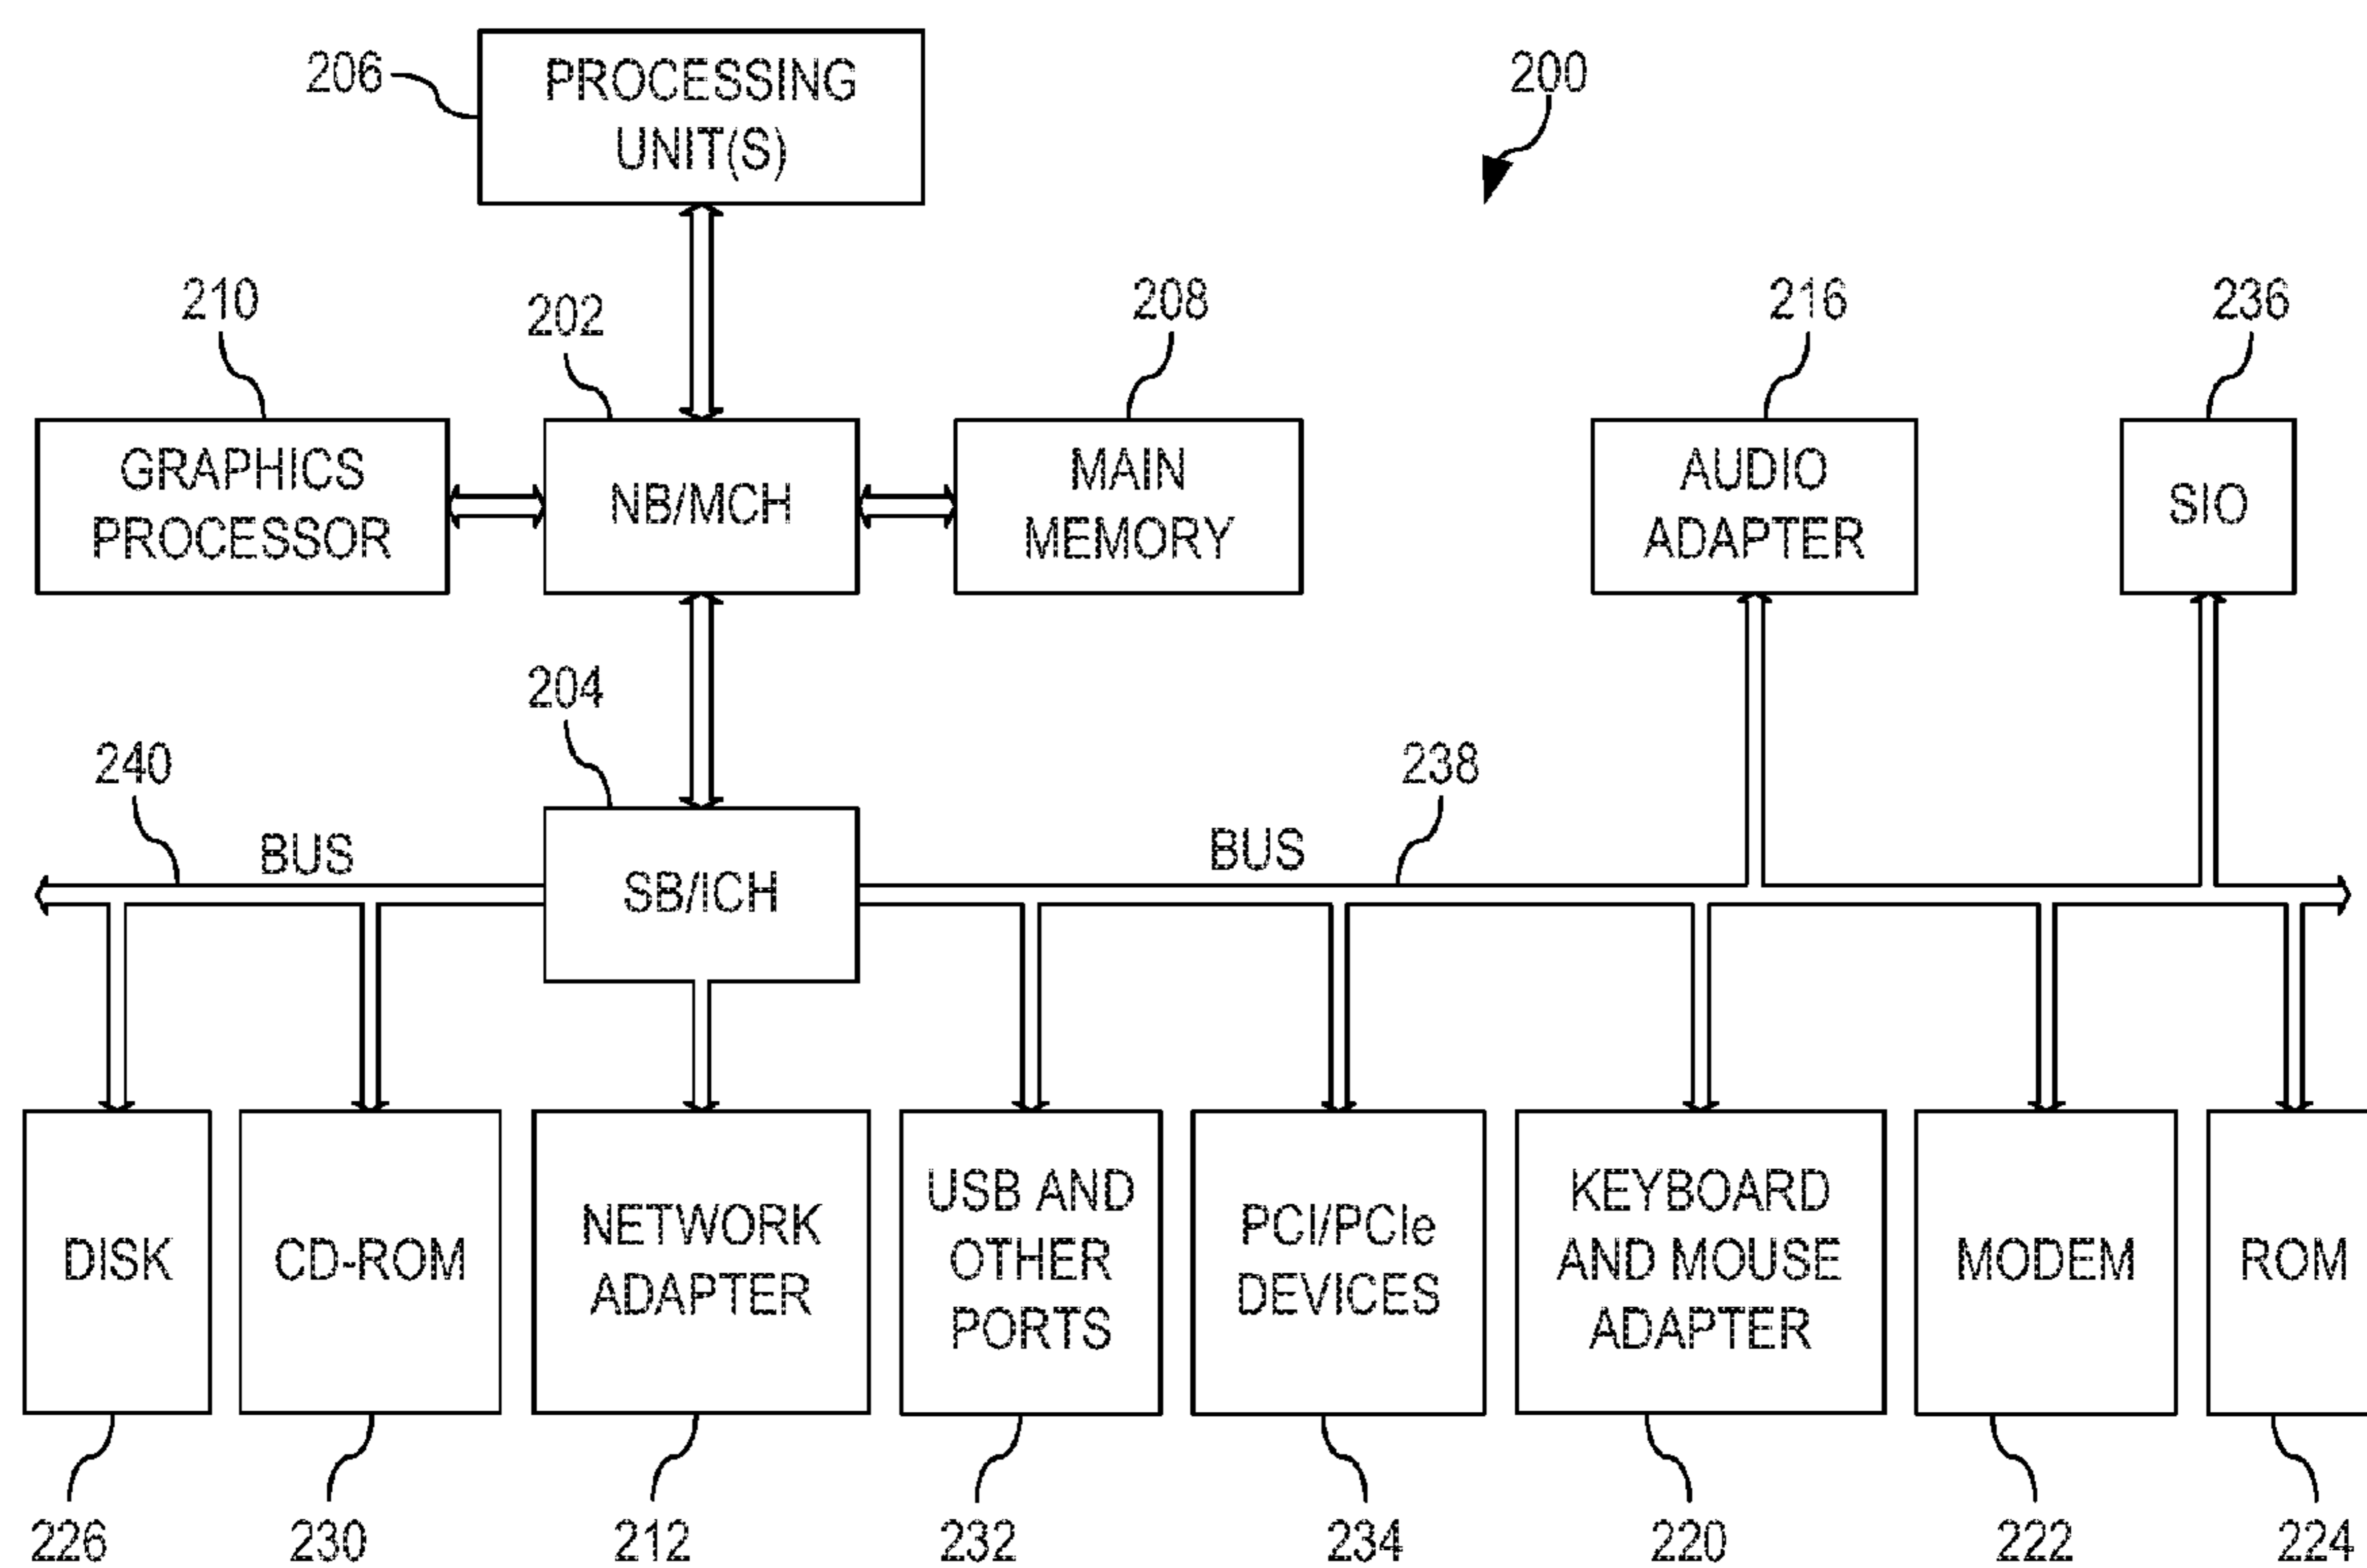 206
PROCESSING
UNIT(S)
200
210
202
208
216
236
GRAPHICS
PROCESSOR
NB/MCH
MAIN
MEMORY
AUDIO
ADAPTER
SIO
204
240
238
BUS
BUS
SB/ICH
DISK
CD-ROM
NETWORK
ADAPTER
USB AND
OTHER
PORTS
PCI/PCIe
DEVICES
KEYBOARD
AND MOUSE
ADAPTER
MODEM
ROM
226
230
212
232
234
220
222
224